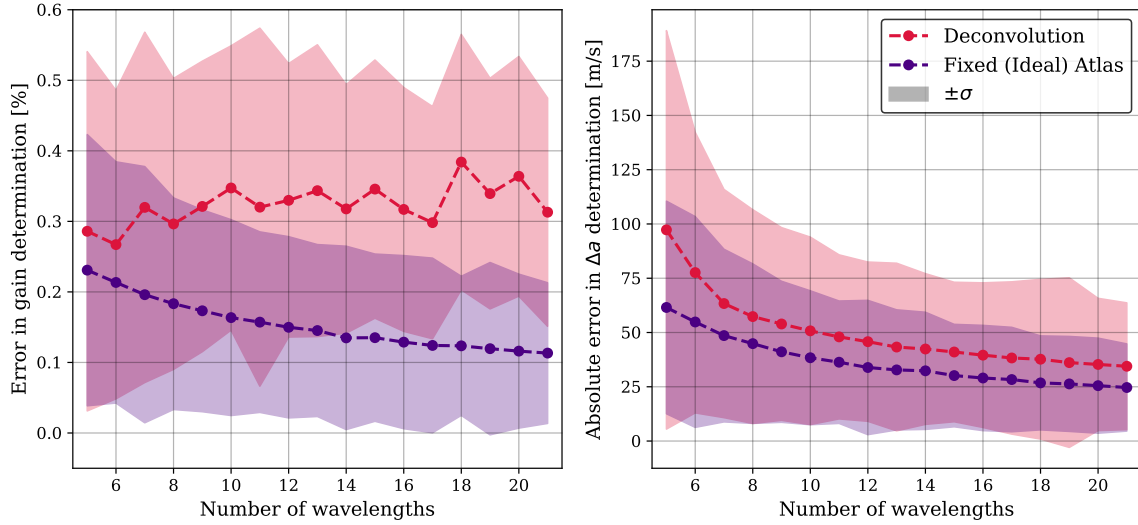 Error in gain determination [%]
0.6
0.5
0.4
0.3
0.2
0.1
0.0
6 8 10 12 14 16 18 20
Number of wavelengths
Absolute error in Δa determination [m/s]
175
150
125
100
75
50
25
0
6 8 10 12 14 16 18 20
Number of wavelengths
Deconvolution
Fixed (Ideal) Atlas
±σ